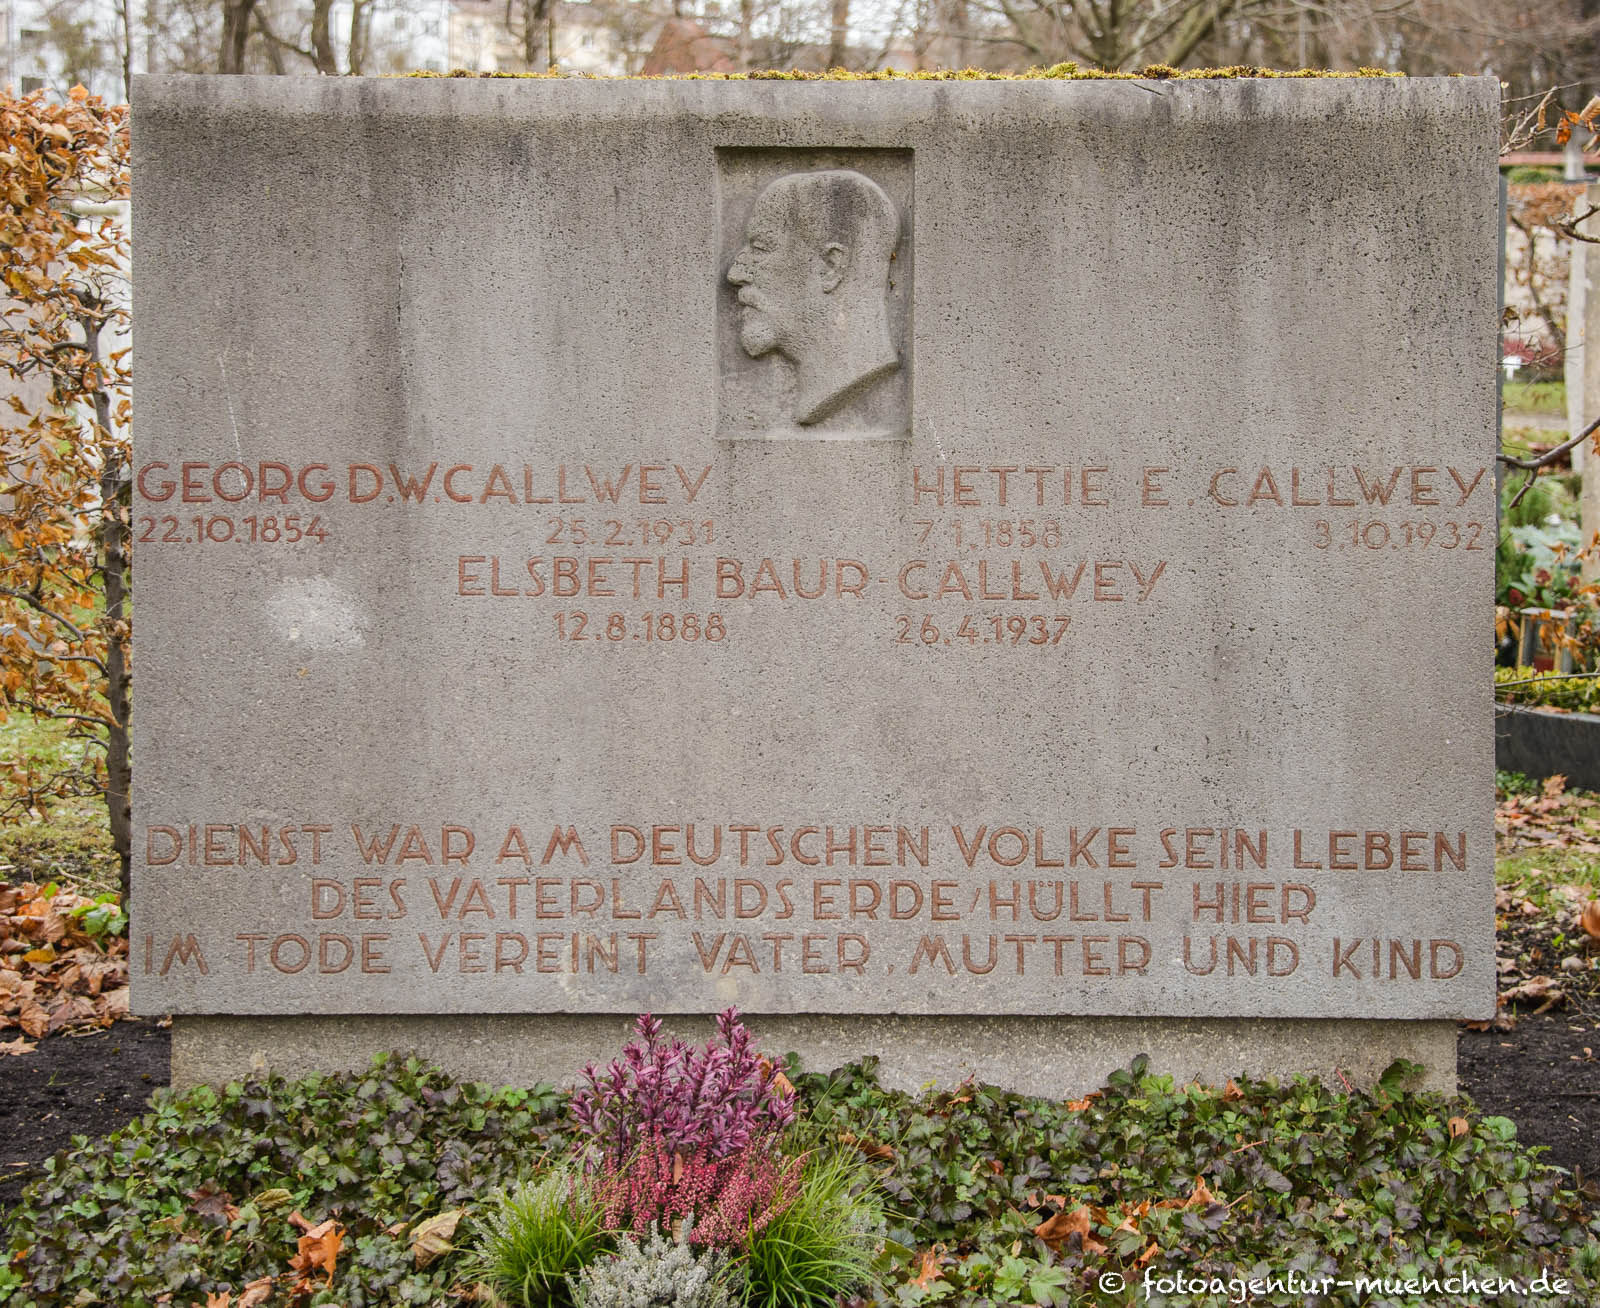 GEORG D.W.CALLWEY HETTIE E. CALLWEY
22.10.1854 25.2.1931 7.1.1858 3.10.1932
ELSBETH BAUR-CALLWEY
12.8.1888 26.4.1937
DIENST WAR AM DEUTSCHEN VOLKE SEIN LEBEN
DES VATERLANDS ERDE/HÜLLT HIER
IM TODE VEREINT VATER, MUTTER UND KIND
© fotoagentur-muenchen.de